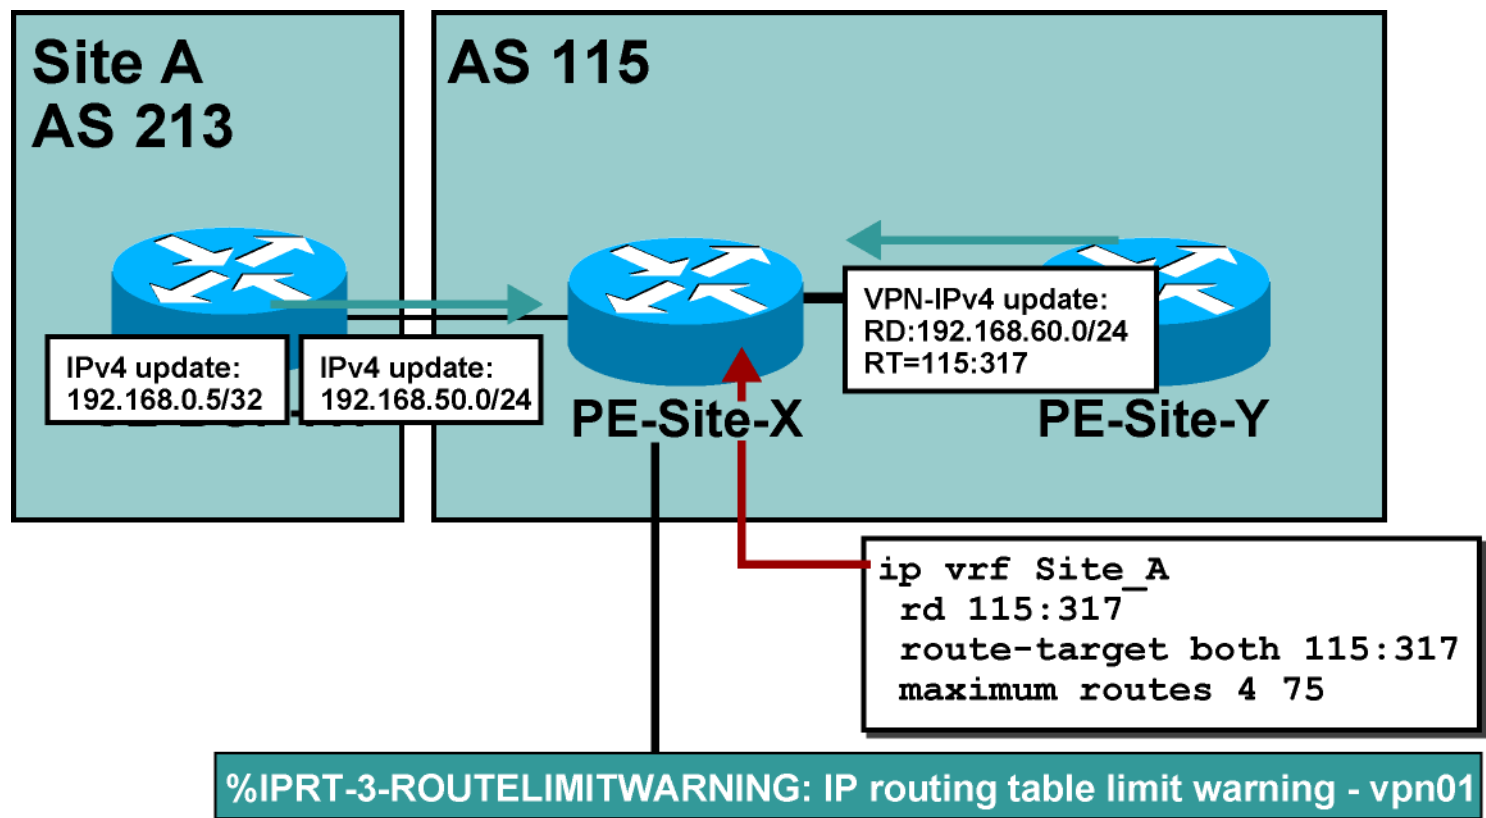 Site A
AS 213
AS 115
VPN-IPv4 update:
RD:192.168.60.0/24
RT=115:317
IPv4 update:
192.168.0.5/32
IPv4 update:
192.168.50.0/24
PE-Site-X
PE-Site-Y
ip vrf Site_A
rd 115:317
route-target both 115:317
maximum routes 4 75
%IPRT-3-ROUTELIMITWARNING: IP routing table limit warning - vpn01